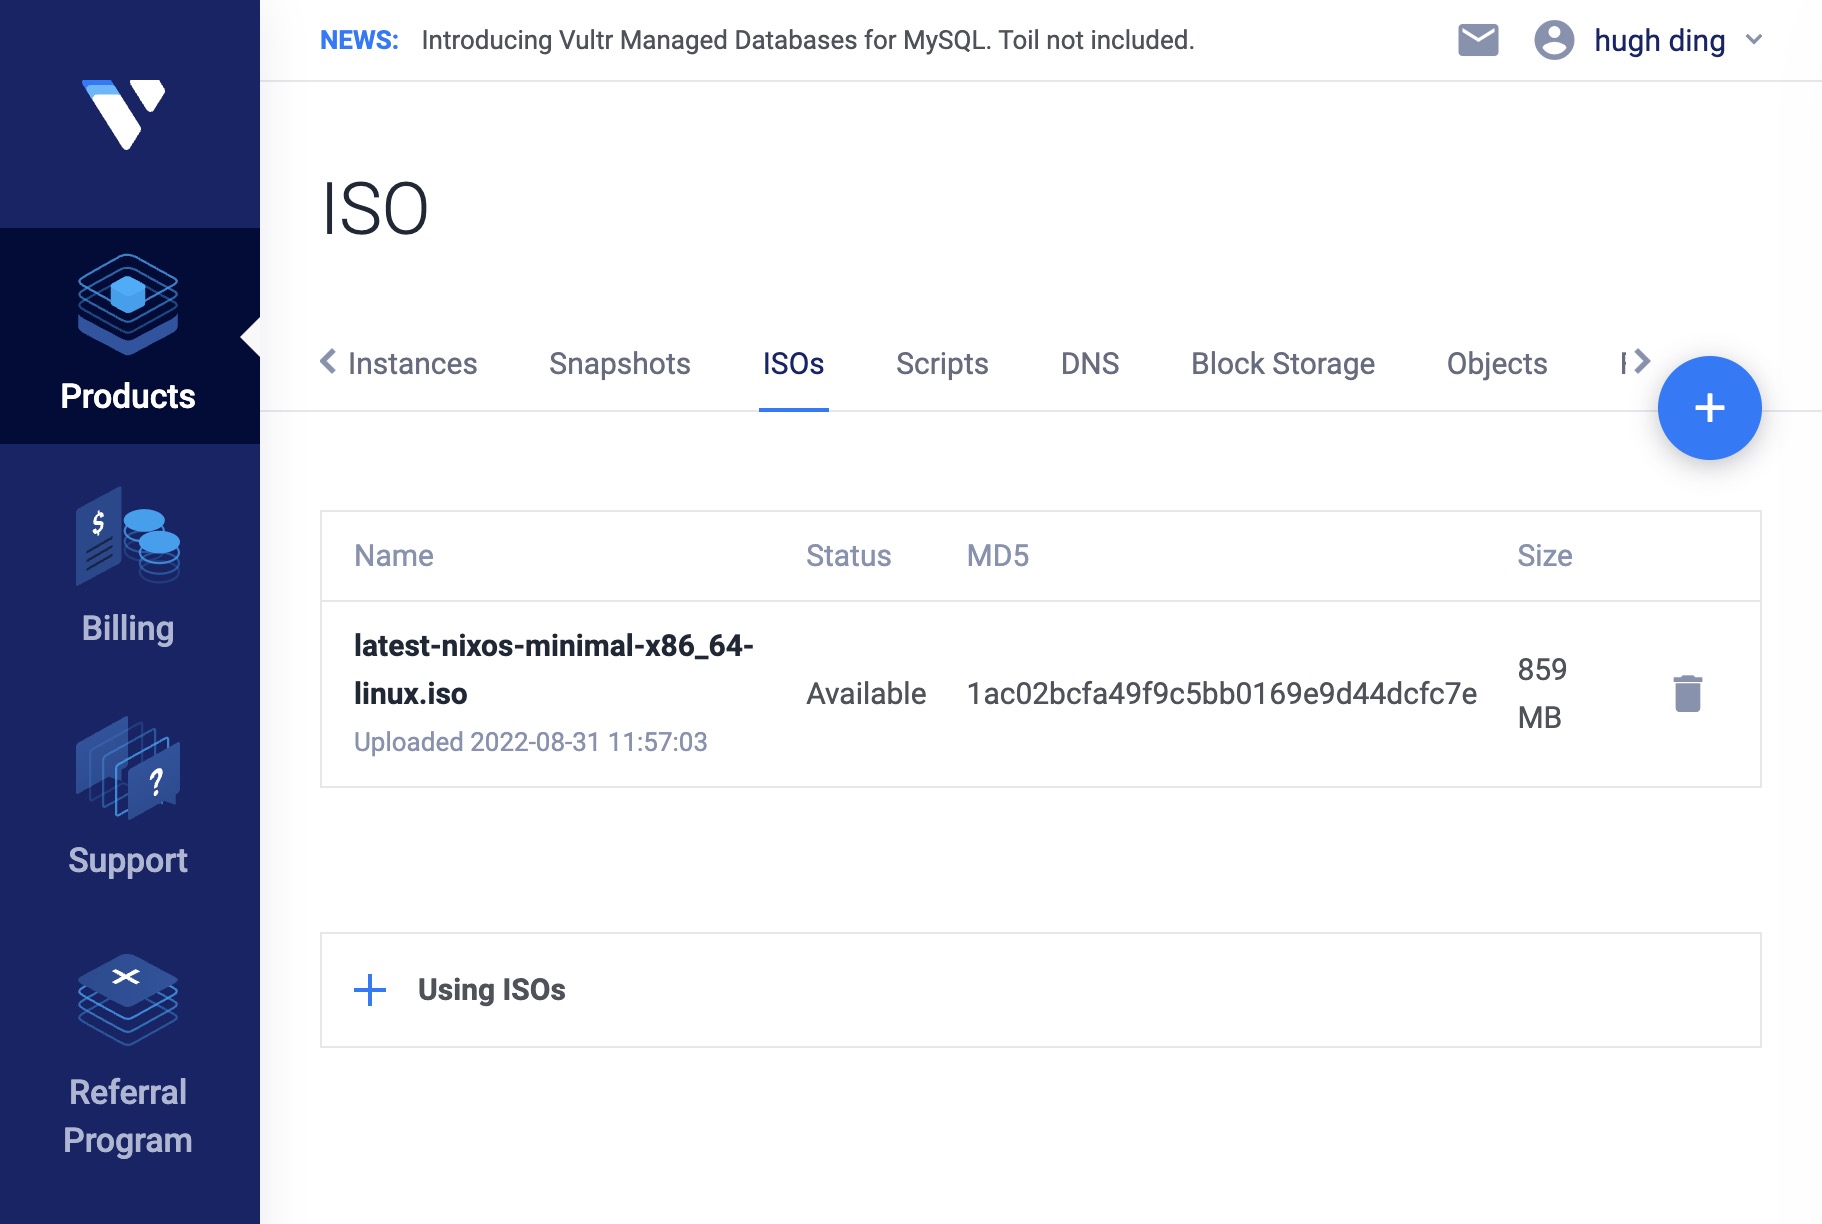 NEWS: Introducing Vultr Managed Databases for MySQL. Toil not included.
hugh ding
ISO
Instances Snapshots ISOs Scripts DNS Block Storage Objects
+
Products
$
Billing
?
Support
Referral
Program
Name Status MD5 Size
latest-nixos-minimal-x86_64-
linux.iso
Uploaded 2022-08-31 11:57:03
Available
1ac02bcfa49f9c5bb0169e9d44dcfc7e
859
MB
+ Using ISOs